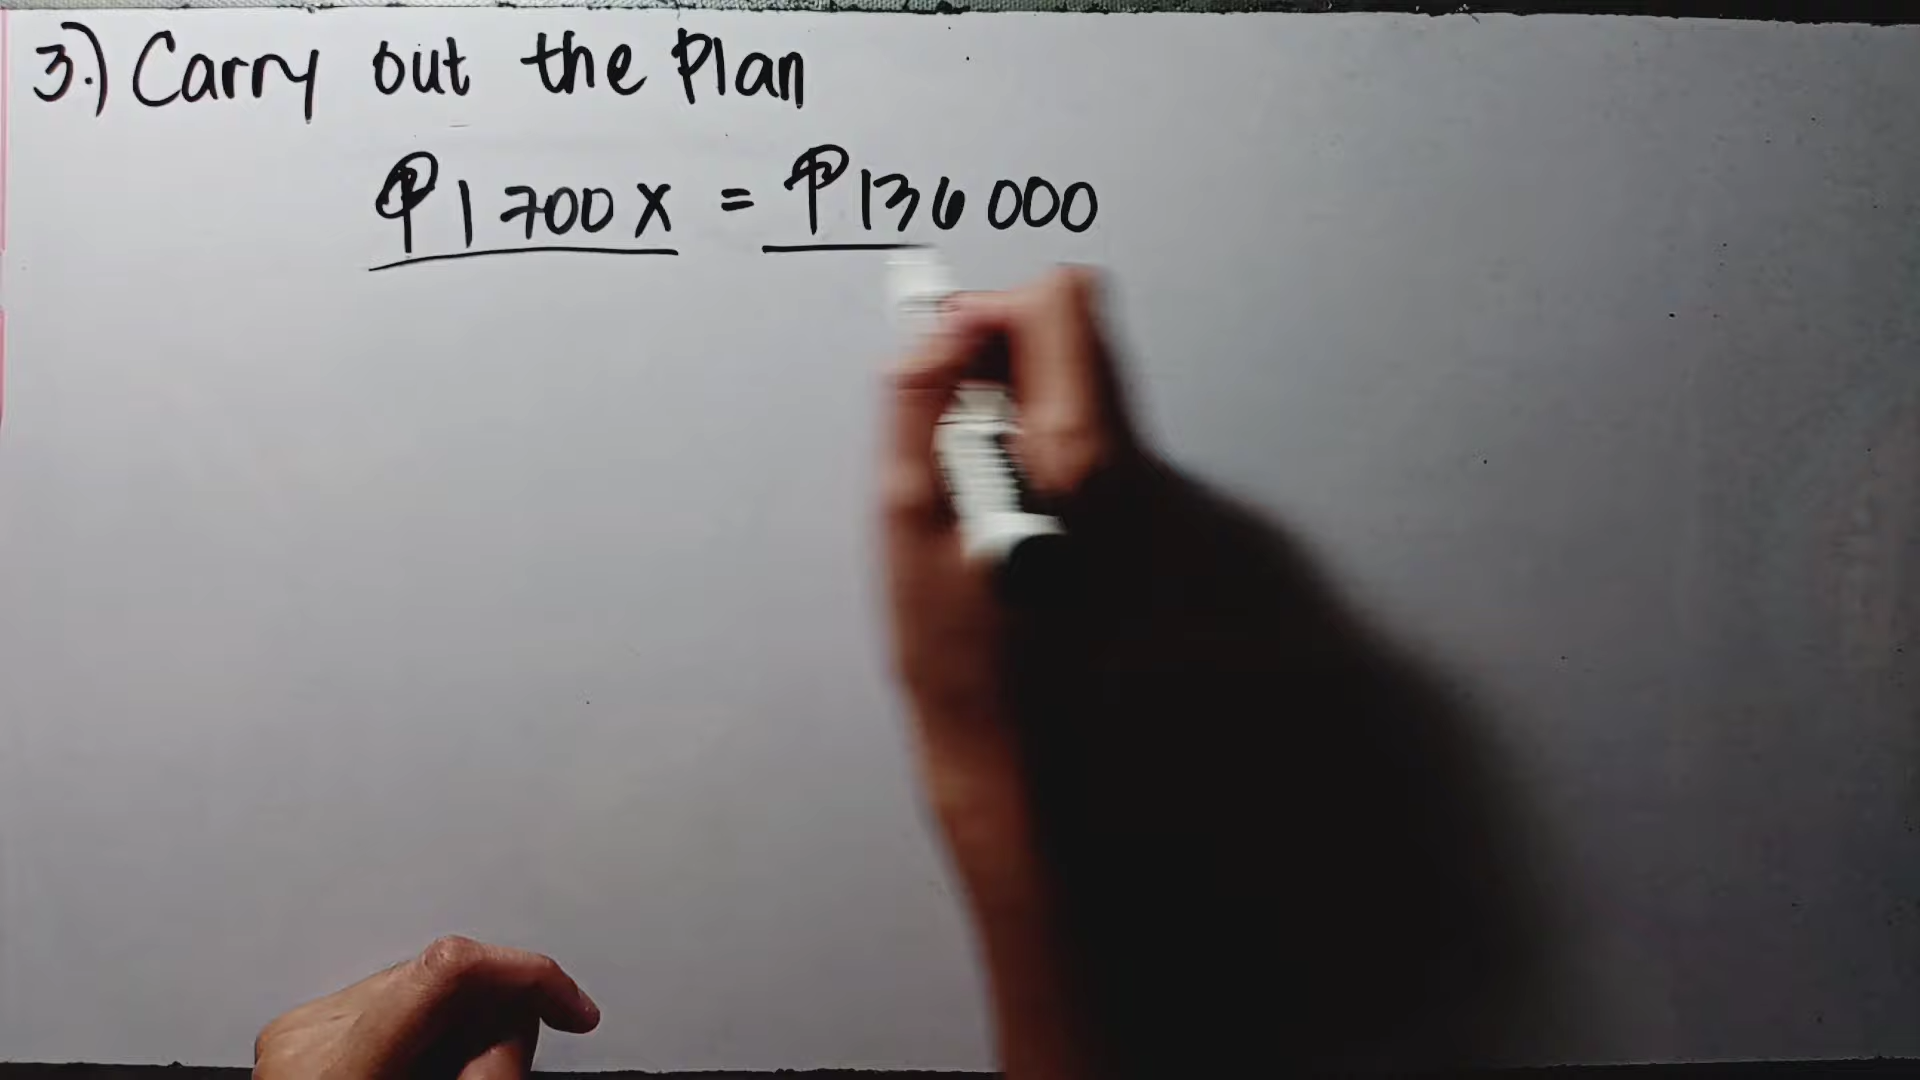 3.) Carry out the Plan
₱1 700 x = ₱136 000